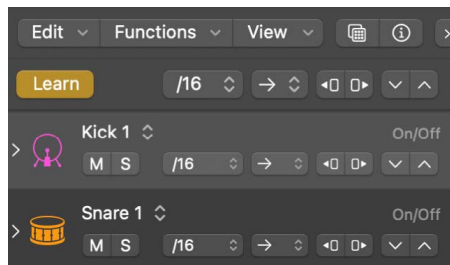 Edit Functions View
Learn /16
Kick 1 On/Off
M S /16
Snare 1 On/Off
M S /16